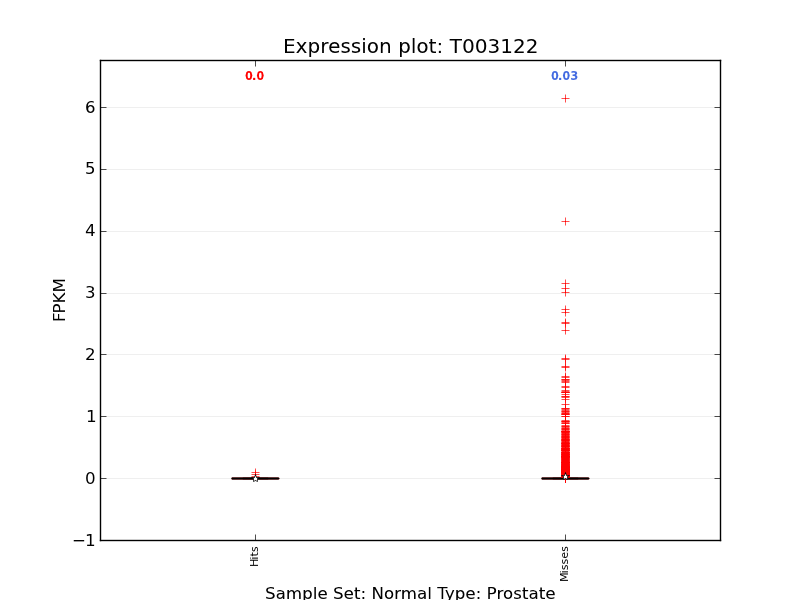 Expression plot: T003122
0.0
0.03
6
5
4
3
2
1
0
−1
FPKM
Hits
Misses
Sample Set: Normal Type: Prostate